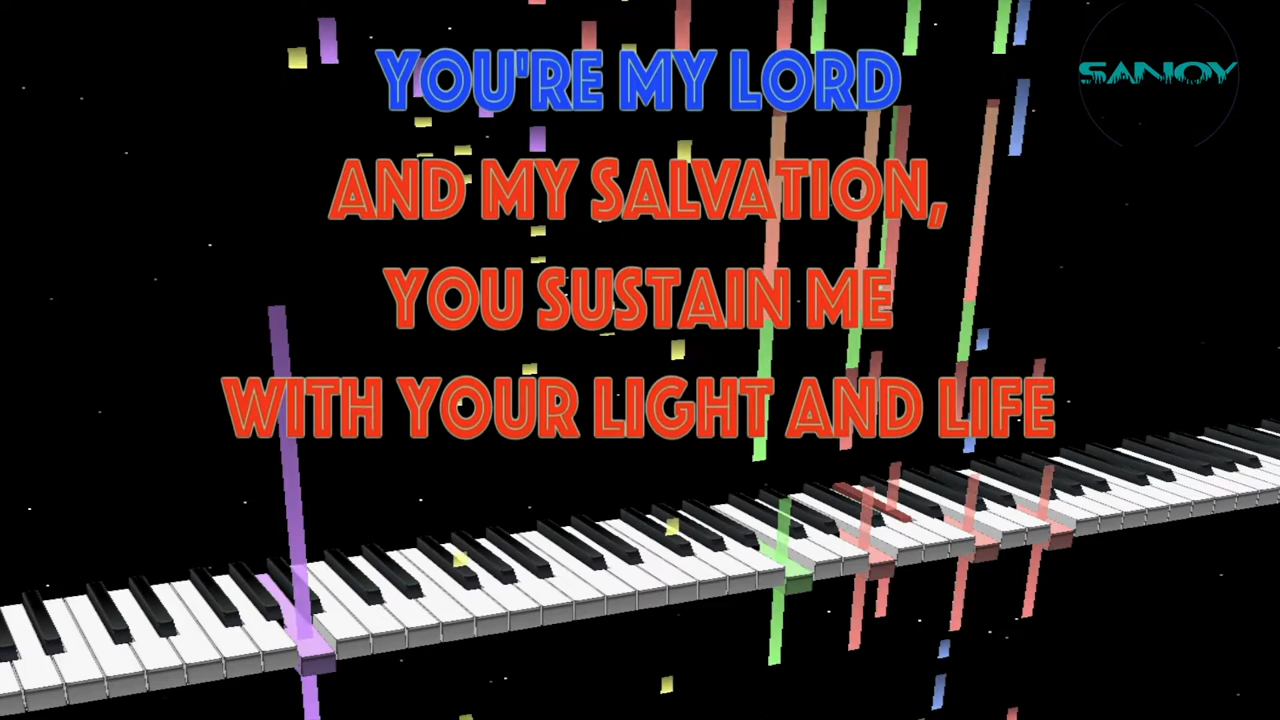 YOU'RE MY LORD
AND MY SALVATION,
YOU SUSTAIN ME
WITH YOUR LIGHT AND LIFE
SANOY